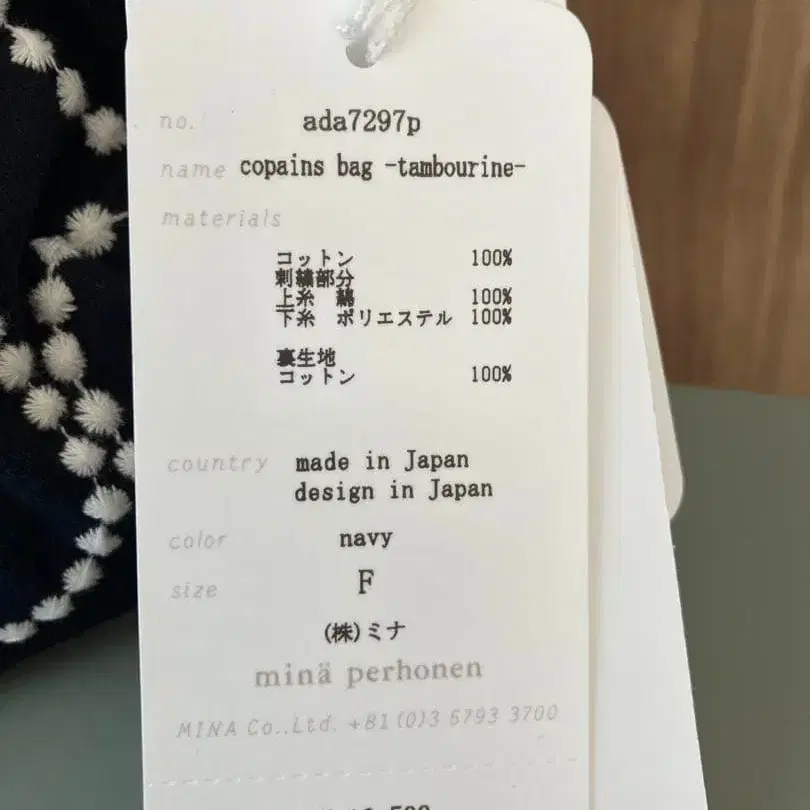 no. ada7297p
name copains bag -tambourine-
materials
コットン 100%
刺繍部分
上糸 綿 100%
下糸 ポリエステル 100%
裏生地
コットン 100%
country made in Japan
design in Japan
color navy
size F
(株)ミナ
minä perhonen
MINA Co.,Ltd. +81(0)3 6793 3700